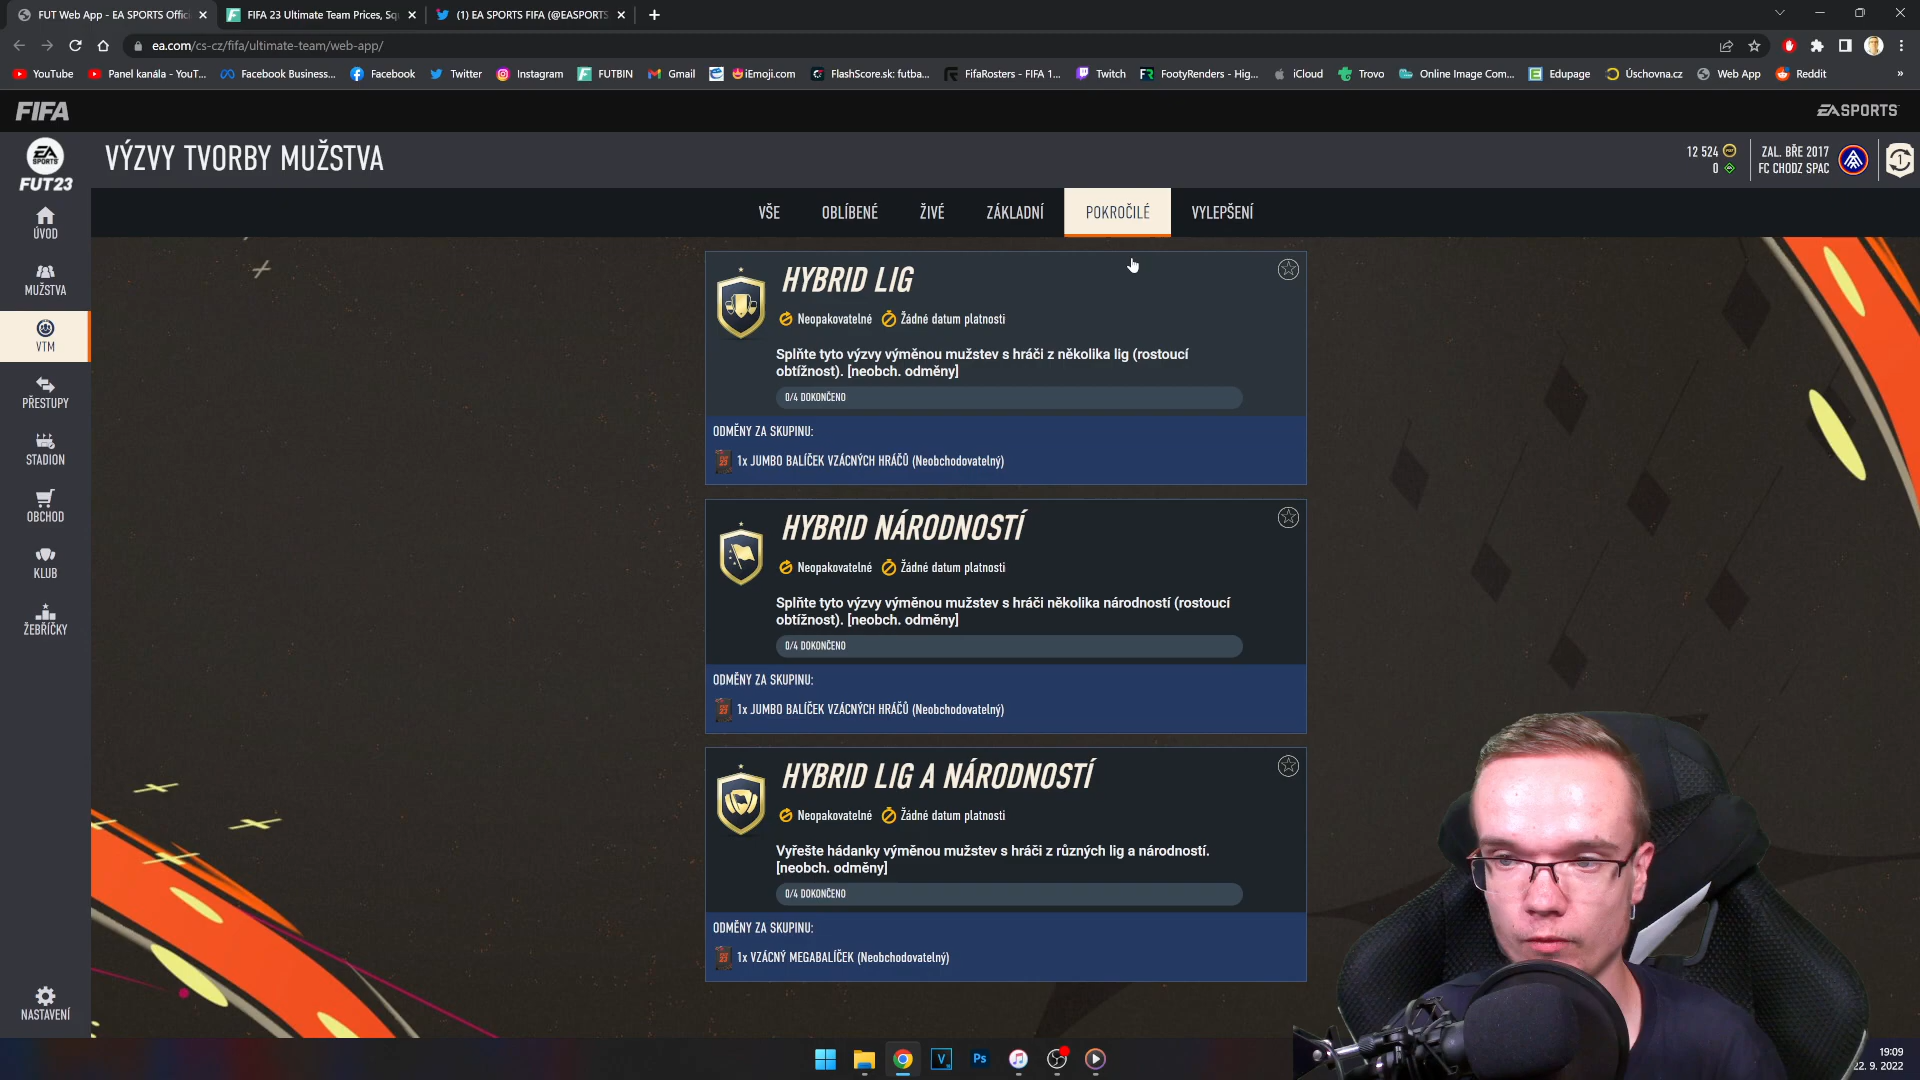 FUT Web App - EA SPORTS Offici
FIFA 23 Ultimate Team Prices, Sq
(1) EA SPORTS FIFA (@EASPORTS
ea.com/cs-cz/fifa/ultimate-team/web-app/
YouTube
Panel kanála - YouT...
Facebook Business...
Facebook
Twitter
Instagram
FUTBIN
Gmail
iEmoji.com
FlashScore.sk: futba...
FifaRosters - FIFA 1...
Twitch
FootyRenders - Hig...
iCloud
Trovo
Online Image Com...
Edupage
Úschovna.cz
Web App
Reddit
»
FIFA
EA SPORTS
EA SPORTS
FUT23
VÝZVY TVORBY MUŽSTVA
12 524
0
ZAL. BŘE 2017
FC CHODZ SPAC
1
VŠE
OBLÍBENÉ
ŽIVÉ
ZÁKLADNÍ
POKROČILÉ
VYLEPŠENÍ
ÚVOD
MUŽSTVA
VTM
PŘESTUPY
STADION
OBCHOD
KLUB
ŽEBŘÍČKY
NASTAVENÍ
HYBRID LIG
Neopakovatelné Žádné datum platnosti
Splňte tyto výzvy výměnou mužstev s hráči z několika lig (rostoucí
obtížnost). [neobch. odměny]
0/4 DOKONČENO
ODMĚNY ZA SKUPINU:
1x JUMBO BALÍČEK VZÁCNÝCH HRÁČŮ (Neobchodovatelný)
HYBRID NÁRODNOSTÍ
Neopakovatelné Žádné datum platnosti
Splňte tyto výzvy výměnou mužstev s hráči několika národností (rostoucí
obtížnost). [neobch. odměny]
0/4 DOKONČENO
ODMĚNY ZA SKUPINU:
1x JUMBO BALÍČEK VZÁCNÝCH HRÁČŮ (Neobchodovatelný)
HYBRID LIG A NÁRODNOSTÍ
Neopakovatelné Žádné datum platnosti
Vyřešte hádanky výměnou mužstev s hráči z různých lig a národností.
[neobch. odměny]
0/4 DOKONČENO
ODMĚNY ZA SKUPINU:
1x VZÁCNÝ MEGABALÍČEK (Neobchodovatelný)
V
Ps
19:09
22. 9. 2022